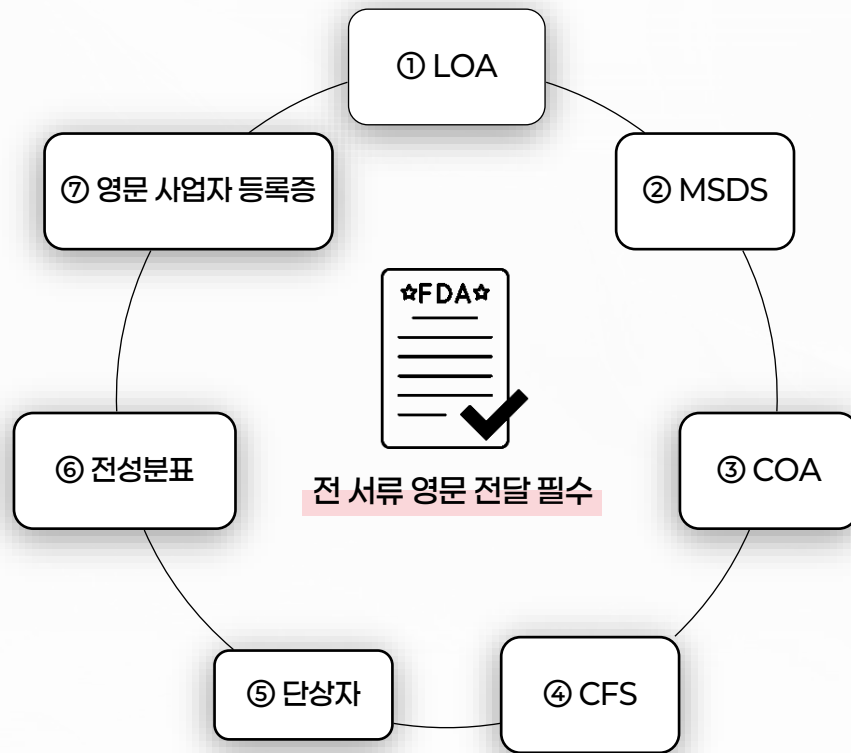 ① LOA
⑦ 영문 사업자 등록증
② MSDS
☆FDA☆
⑥ 전성분표
③ COA
전 서류 영문 전달 필수
⑤ 단상자
④ CFS